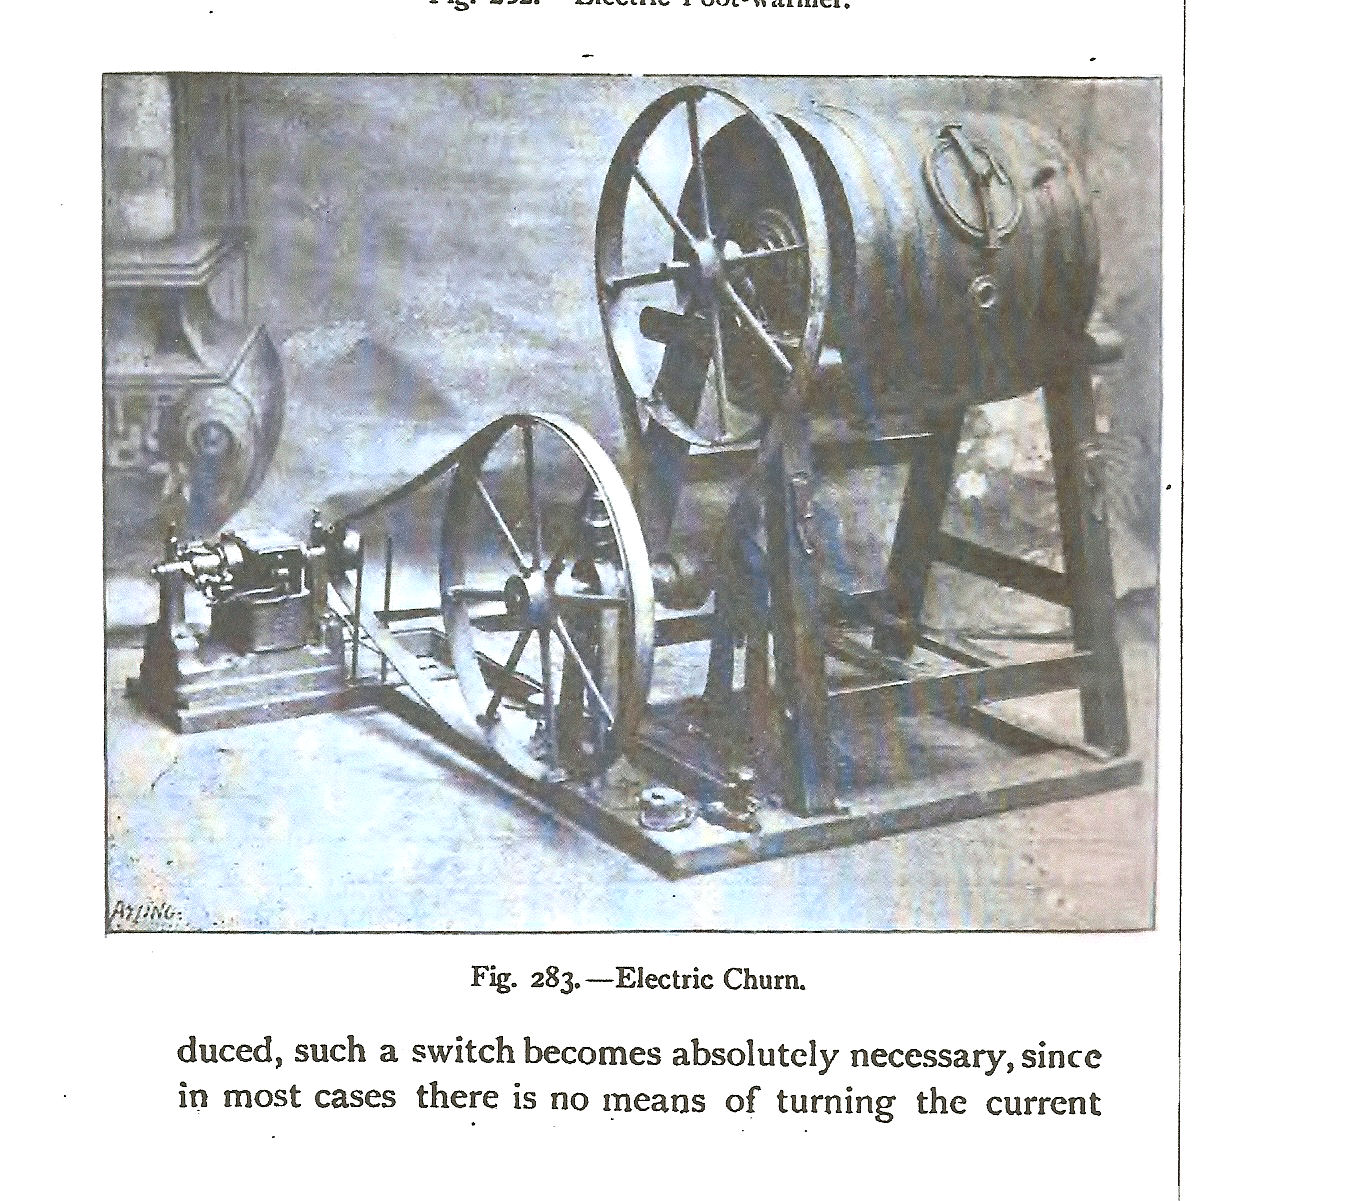 Fig. 282.—Electric Foot-warmer.
AYLING.
Fig. 283.—Electric Churn.
duced, such a switch becomes absolutely necessary, since
in most cases there is no means of turning the current